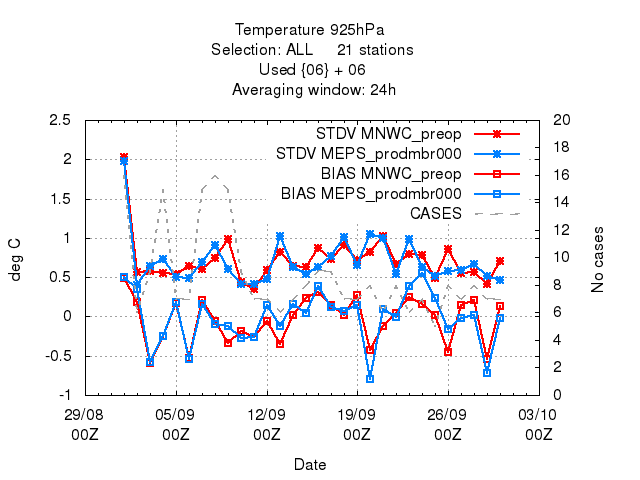 Temperature 925hPa
Selection: ALL 21 stations
Used {06} + 06
Averaging window: 24h
2.5
2
1.5
1
0.5
0
-0.5
-1
deg C
20
18
16
14
12
10
8
6
4
2
0
No cases
STDV MNWC_preop
STDV MEPS_prodmbr000
BIAS MNWC_preop
BIAS MEPS_prodmbr000
CASES
29/08 05/09 12/09 19/09 26/09 03/10
00Z 00Z 00Z 00Z 00Z 00Z
Date